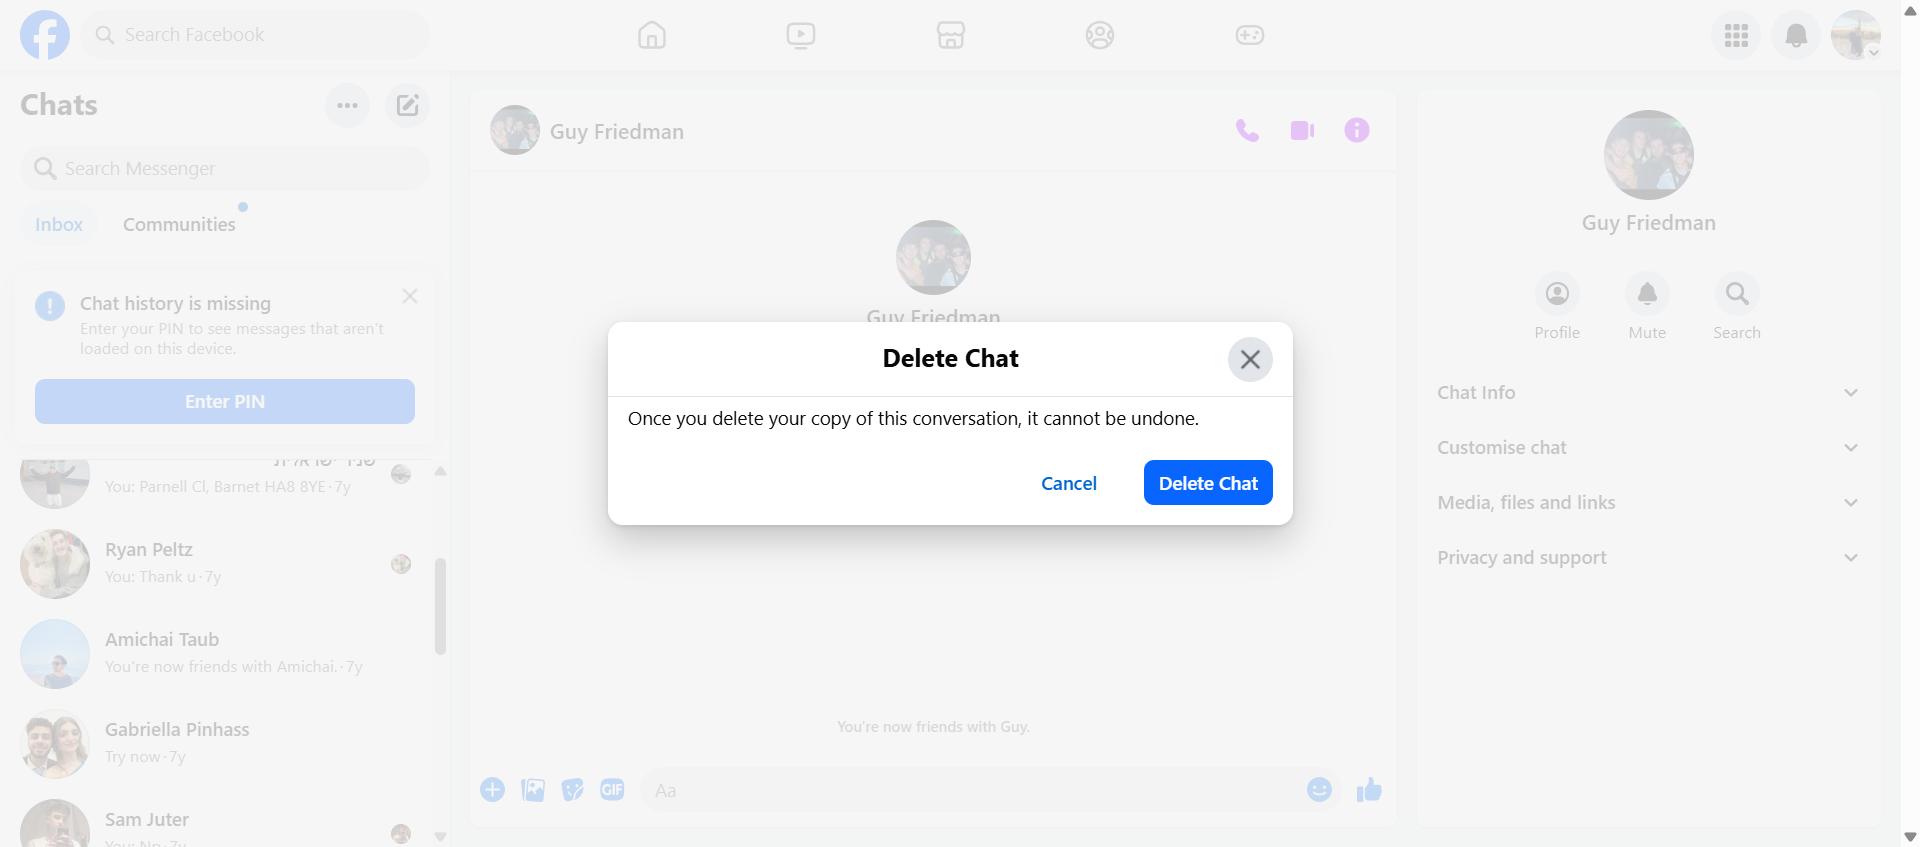 Search Facebook
Chats
Search Messenger
Inbox
Communities
Chat history is missing
Enter your PIN to see messages that aren't
loaded on this device.
Enter PIN
You: Parnell Cl, Barnet HA8 8YE · 7y
Ryan Peltz
You: Thank u · 7y
Amichai Taub
You're now friends with Amichai. · 7y
Gabriella Pinhass
Try now · 7y
Sam Juter
You: No · 7y
Guy Friedman
Guy Friedman
Delete Chat
Once you delete your copy of this conversation, it cannot be undone.
Cancel
Delete Chat
You're now friends with Guy.
GIF
Aa
Guy Friedman
Profile
Mute
Search
Chat Info
Customise chat
Media, files and links
Privacy and support